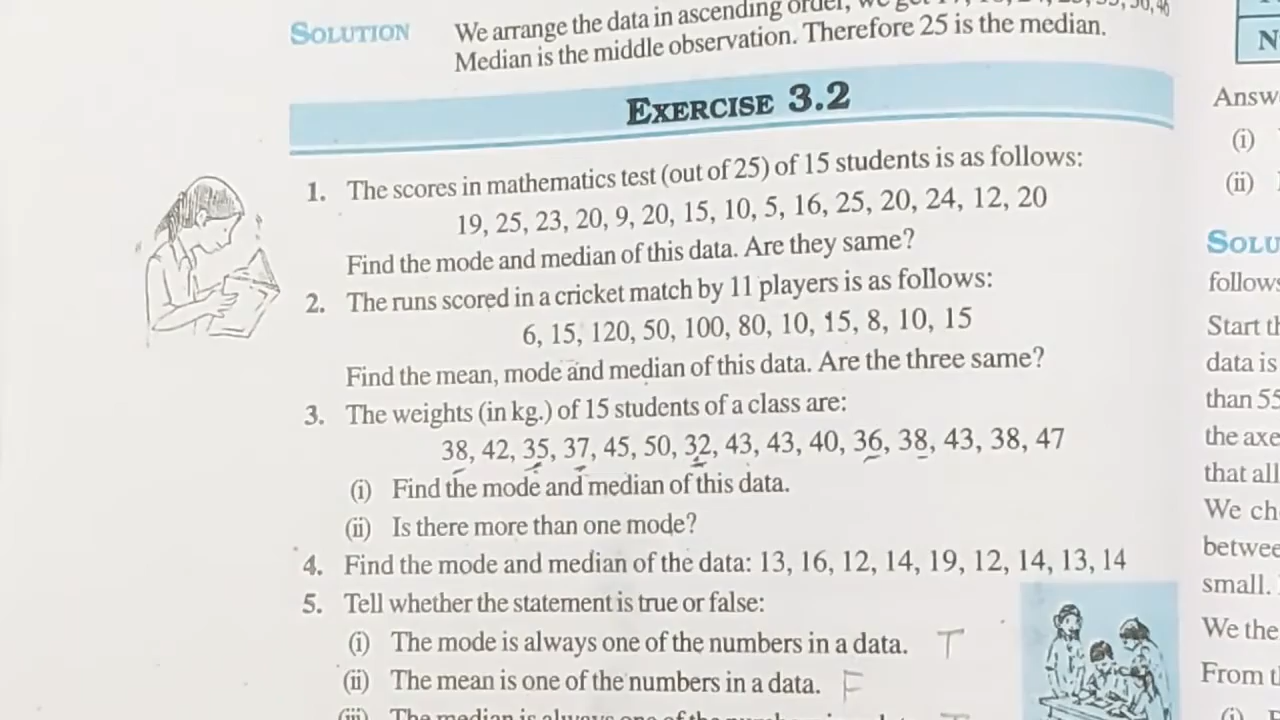 SOLUTION We arrange the data in ascending order, we get
Median is the middle observation. Therefore 25 is the median.
EXERCISE 3.2
1. The scores in mathematics test (out of 25) of 15 students is as follows:
19, 25, 23, 20, 9, 20, 15, 10, 5, 16, 25, 20, 24, 12, 20
Find the mode and median of this data. Are they same?
2. The runs scored in a cricket match by 11 players is as follows:
6, 15, 120, 50, 100, 80, 10, 15, 8, 10, 15
Find the mean, mode and median of this data. Are the three same?
3. The weights (in kg.) of 15 students of a class are:
38, 42, 35, 37, 45, 50, 32, 43, 43, 40, 36, 38, 43, 38, 47
(i) Find the mode and median of this data.
(ii) Is there more than one mode?
4. Find the mode and median of the data: 13, 16, 12, 14, 19, 12, 14, 13, 14
5. Tell whether the statement is true or false:
(i) The mode is always one of the numbers in a data. T
(ii) The mean is one of the numbers in a data. F
(iii) The median is always one of the
N
Answ
(i)
(ii)
SOLU
follows
Start th
data is
than 55
the axe
that all
We ch
betwee
small.
We the
From t
(i)